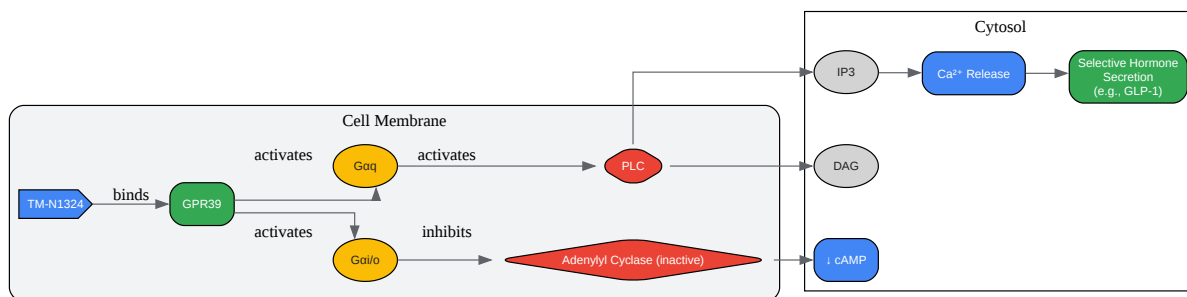 Cytosol
IP3
Ca²⁺ Release
Selective Hormone
Secretion
(e.g., GLP-1)
Cell Membrane
activates
Gαq
activates
PLC
DAG
TM-N1324
binds
GPR39
activates
Gαi/o
inhibits
Adenylyl Cyclase (inactive)
↓ cAMP